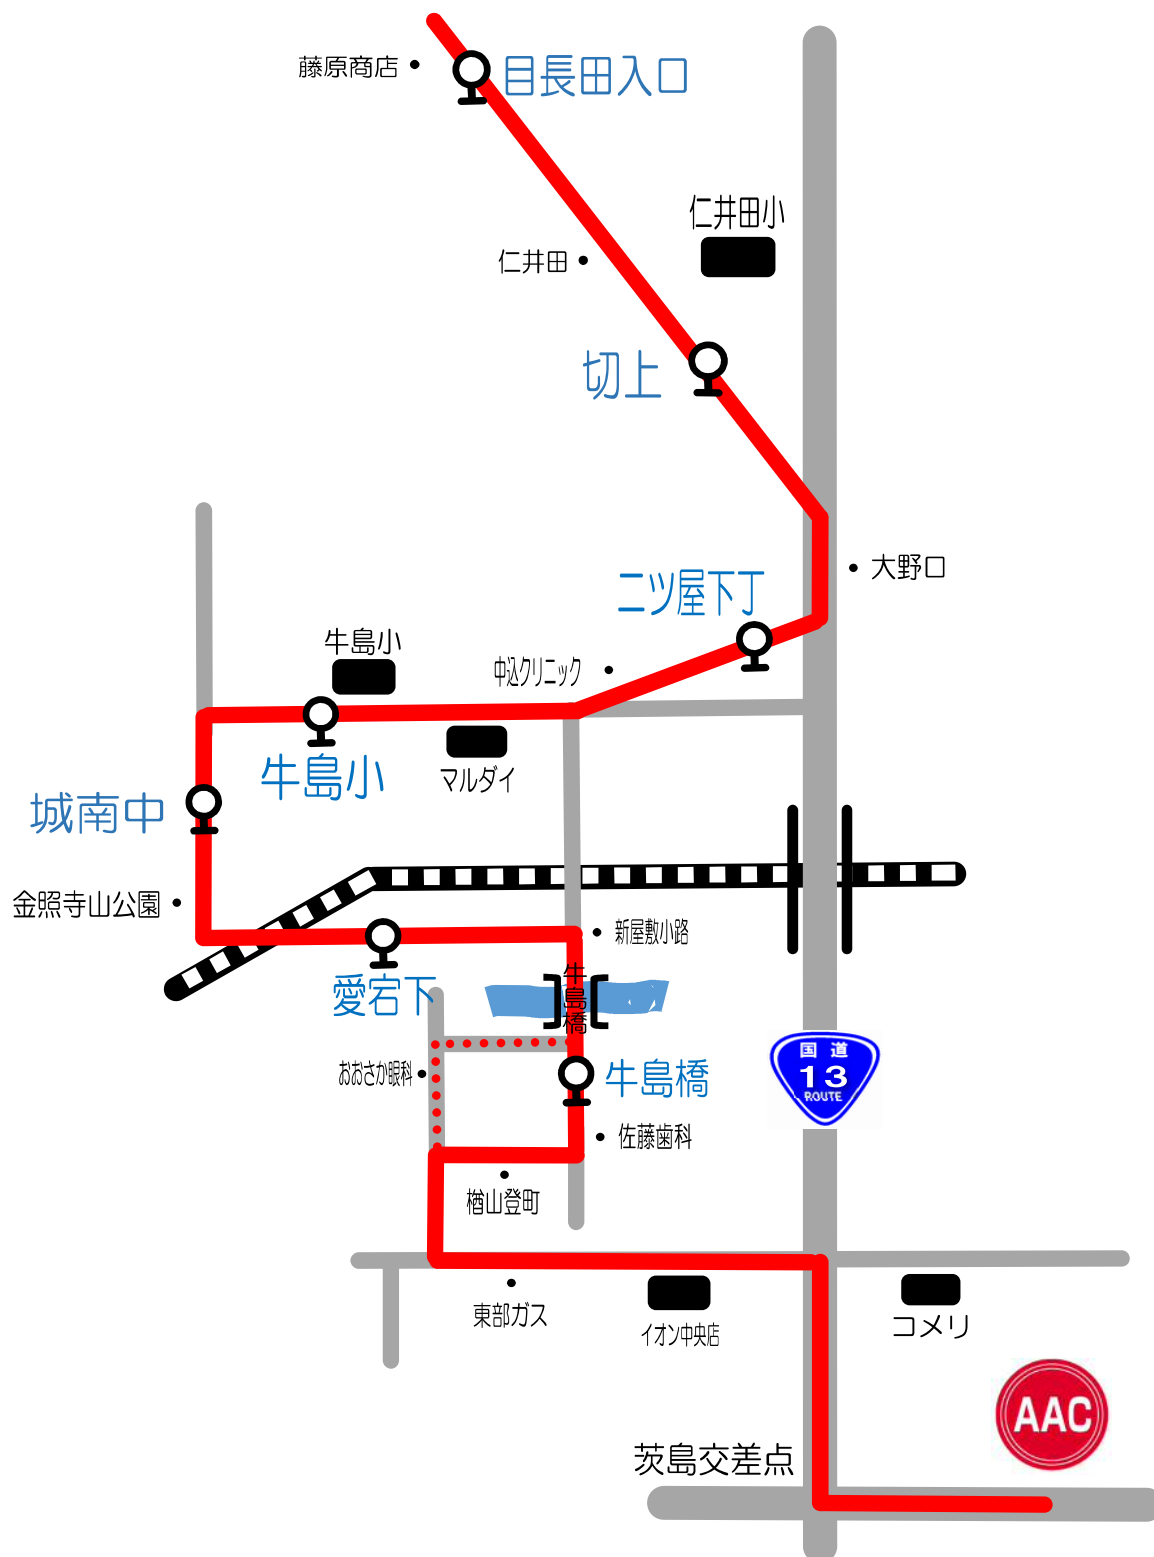 藤原商店
目長田入口
仁井田小
仁井田
切上
大野口
二ツ屋下丁
牛島小
中込クリニック
牛島小
マルダイ
城南中
金照寺山公園
新屋敷小路
愛宕下
牛島橋
おおさか眼科
牛島橋
国道
13
ROUTE
佐藤歯科
楢山登町
東部ガス
イオン中央店
コメリ
AAC
茨島交差点